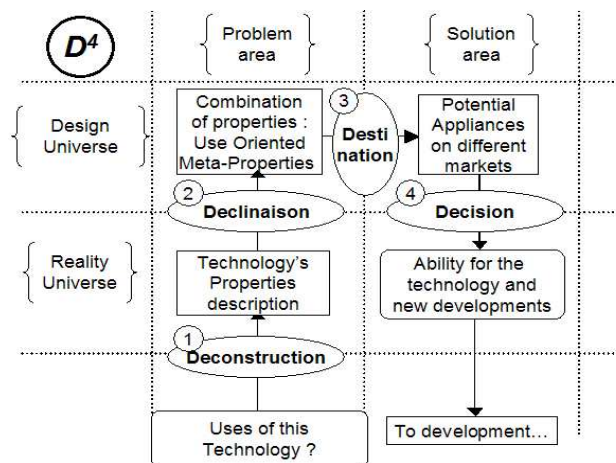 D4
Problem
area
Solution
area
Design
Universe
Combination
of properties :
Use Oriented
Meta-Properties
3
Desti
nation
Potential
Appliances
on different
markets
2
Declinaison
4
Decision
Reality
Universe
Technology's
Properties
description
Ability for the
technology and
new developments
1
Deconstruction
Uses of this
Technology ?
To development...